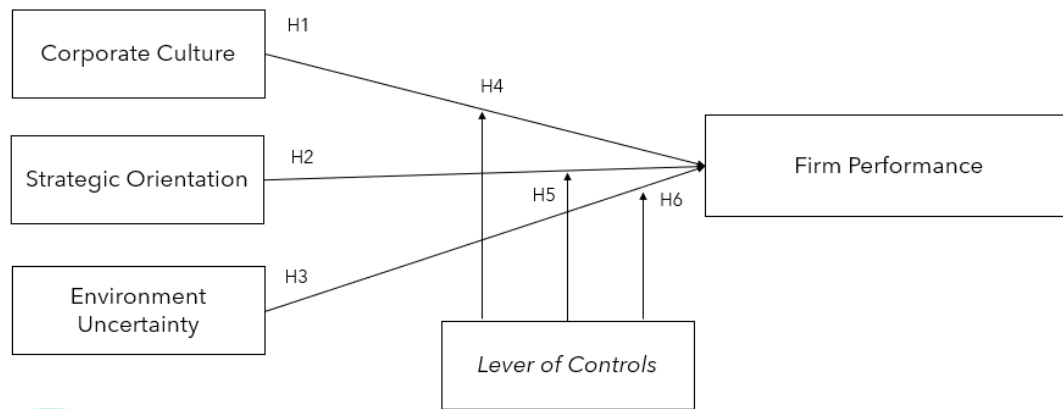 H1
Corporate Culture
H4
H2
Strategic Orientation
Firm Performance
H5
H6
H3
Environment
Uncertainty
Lever of Controls